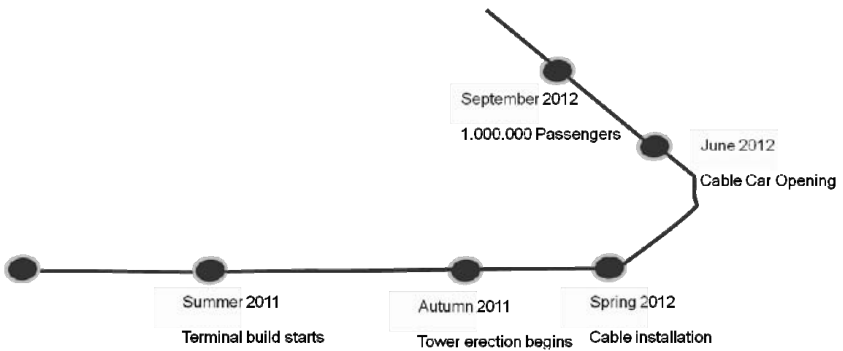 September 2012
1.000.000 Passengers
June 2012
Cable Car Opening
Summer 2011
Terminal build starts
Autumn 2011
Tower erection begins
Spring 2012
Cable installation